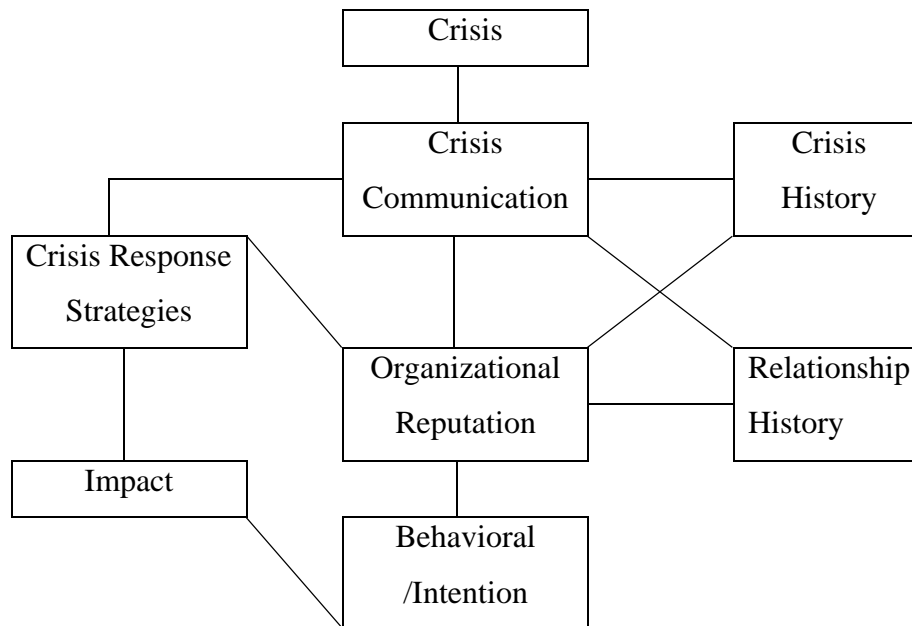 Crisis
Crisis
Communication
Crisis
History
Crisis Response
Strategies
Organizational
Reputation
Relationship
History
Impact
Behavioral
/Intention